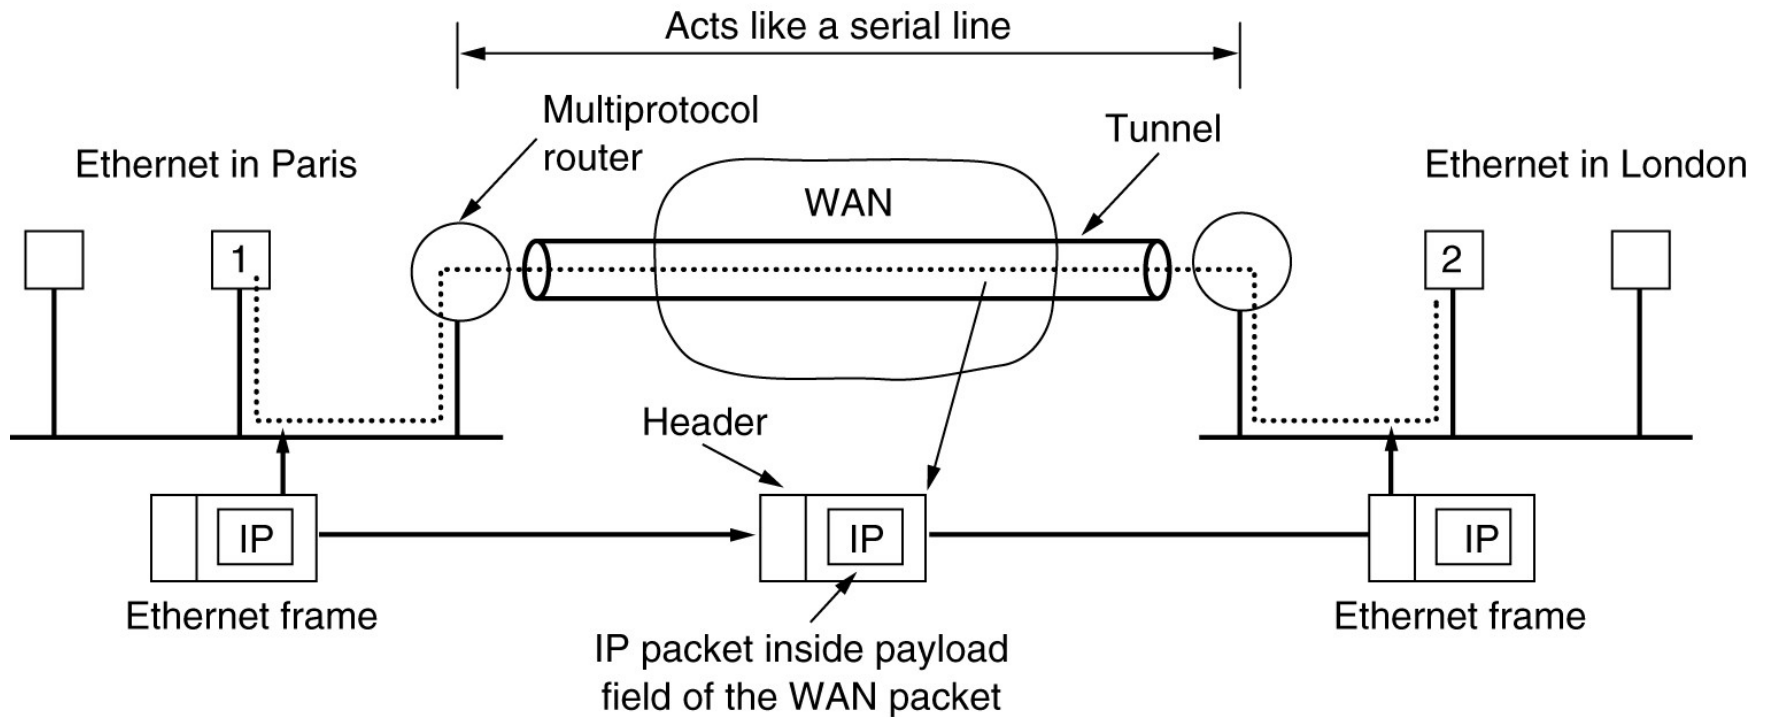 Acts like a serial line
Multiprotocol
router
Tunnel
Ethernet in Paris
Ethernet in London
WAN
1
2
Header
IP
IP
IP
Ethernet frame
Ethernet frame
IP packet inside payload
field of the WAN packet